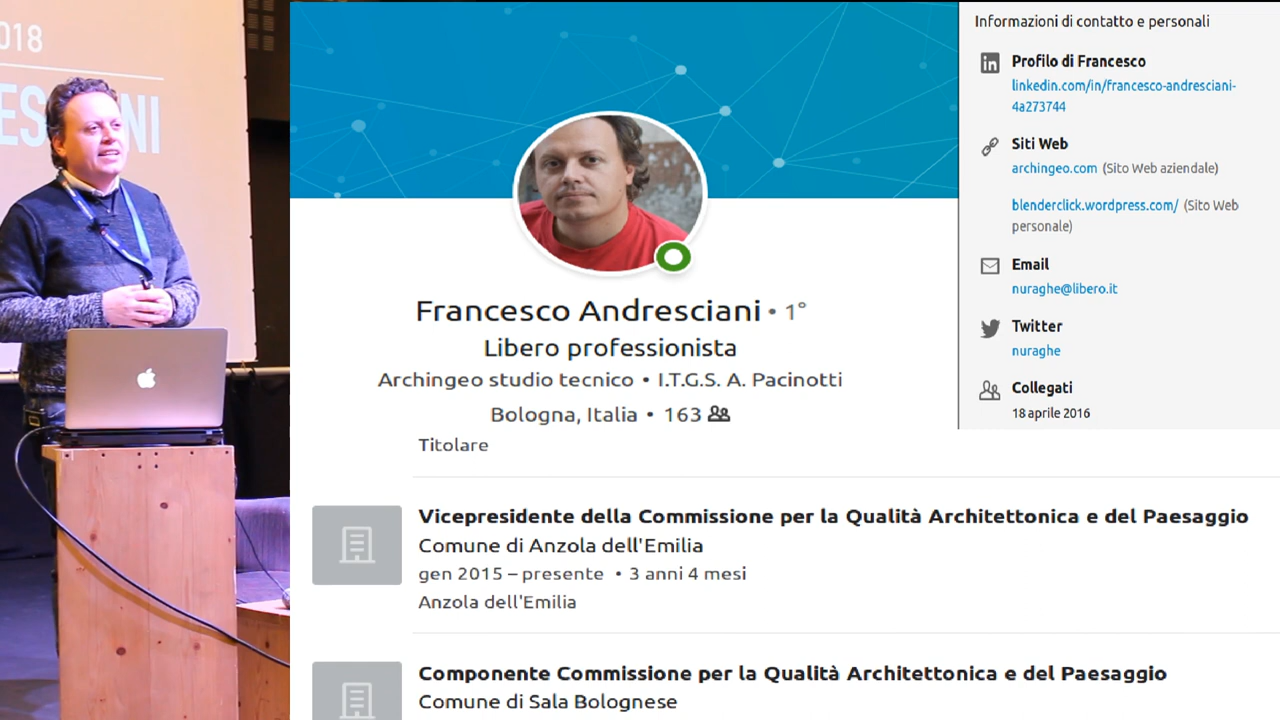 018
ES
NI
Francesco Andresciani • 1°
Libero professionista
Archingeo studio tecnico • I.T.G.S. A. Pacinotti
Bologna, Italia • 163
Titolare
Vicepresidente della Commissione per la Qualità Architettonica e del Paesaggio
Comune di Anzola dell'Emilia
gen 2015 – presente • 3 anni 4 mesi
Anzola dell'Emilia
Componente Commissione per la Qualità Architettonica e del Paesaggio
Comune di Sala Bolognese
Informazioni di contatto e personali
Profilo di Francesco
linkedin.com/in/francesco-andresciani-
4a273744
Siti Web
archingeo.com (Sito Web aziendale)
blenderclick.wordpress.com/ (Sito Web
personale)
Email
nuraghe@libero.it
Twitter
nuraghe
Collegati
18 aprile 2016